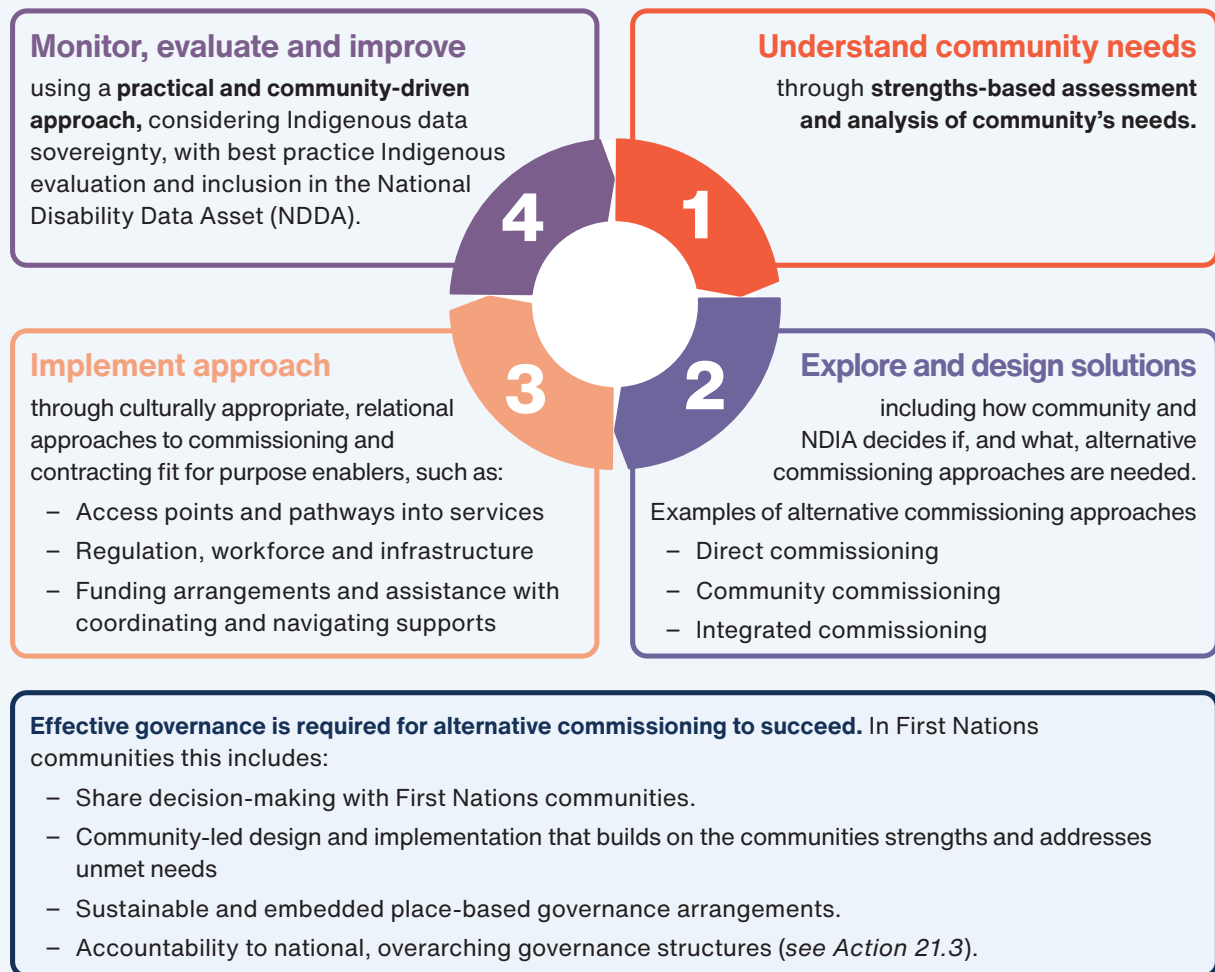 Monitor, evaluate and improve
using a practical and community-driven
approach, considering Indigenous data
sovereignty, with best practice Indigenous
evaluation and inclusion in the National
Disability Data Asset (NDDA).
4
Understand community needs
through strengths-based assessment
and analysis of community's needs.
1
Implement approach
through culturally appropriate, relational
approaches to commissioning and
contracting fit for purpose enablers, such as:
– Access points and pathways into services
– Regulation, workforce and infrastructure
– Funding arrangements and assistance with
coordinating and navigating supports
3
Explore and design solutions
including how community and
NDIA decides if, and what, alternative
commissioning approaches are needed.
Examples of alternative commissioning approaches
– Direct commissioning
– Community commissioning
– Integrated commissioning
2
Effective governance is required for alternative commissioning to succeed. In First Nations
communities this includes:
– Share decision-making with First Nations communities.
– Community-led design and implementation that builds on the communities strengths and addresses
unmet needs
– Sustainable and embedded place-based governance arrangements.
– Accountability to national, overarching governance structures (see Action 21.3).